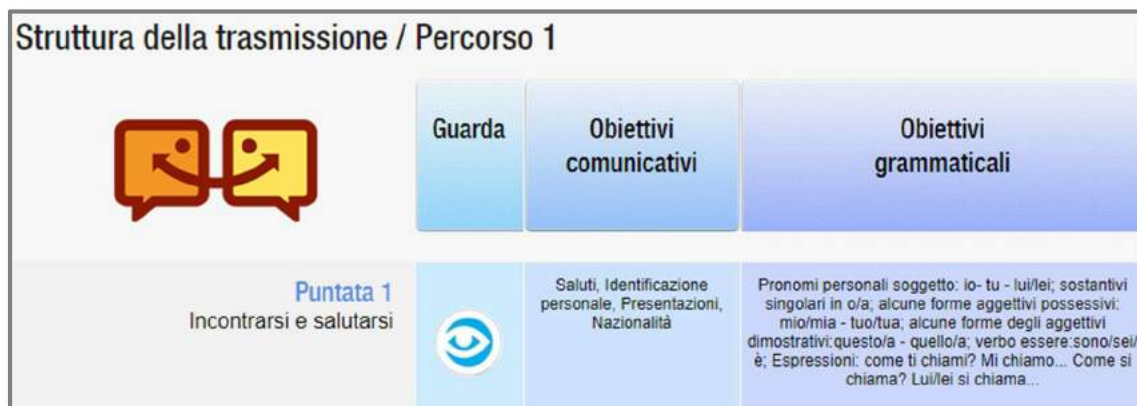 Struttura della trasmissione / Percorso 1
Guarda
Obiettivi
comunicativi
Obiettivi
grammaticali
Puntata 1
Incontrarsi e salutarsi
Saluti, Identificazione
personale, Presentazioni,
Nazionalità
Pronomi personali soggetto: io- tu - lui/lei; sostantivi
singolari in o/a; alcune forme aggettivi possessivi:
mio/mia - tuo/tua; alcune forme degli aggettivi
dimostrativi:questo/a - quello/a; verbo essere:sono/sei/
è; Espressioni: come ti chiami? Mi chiamo... Come si
chiama? Lui/lei si chiama...